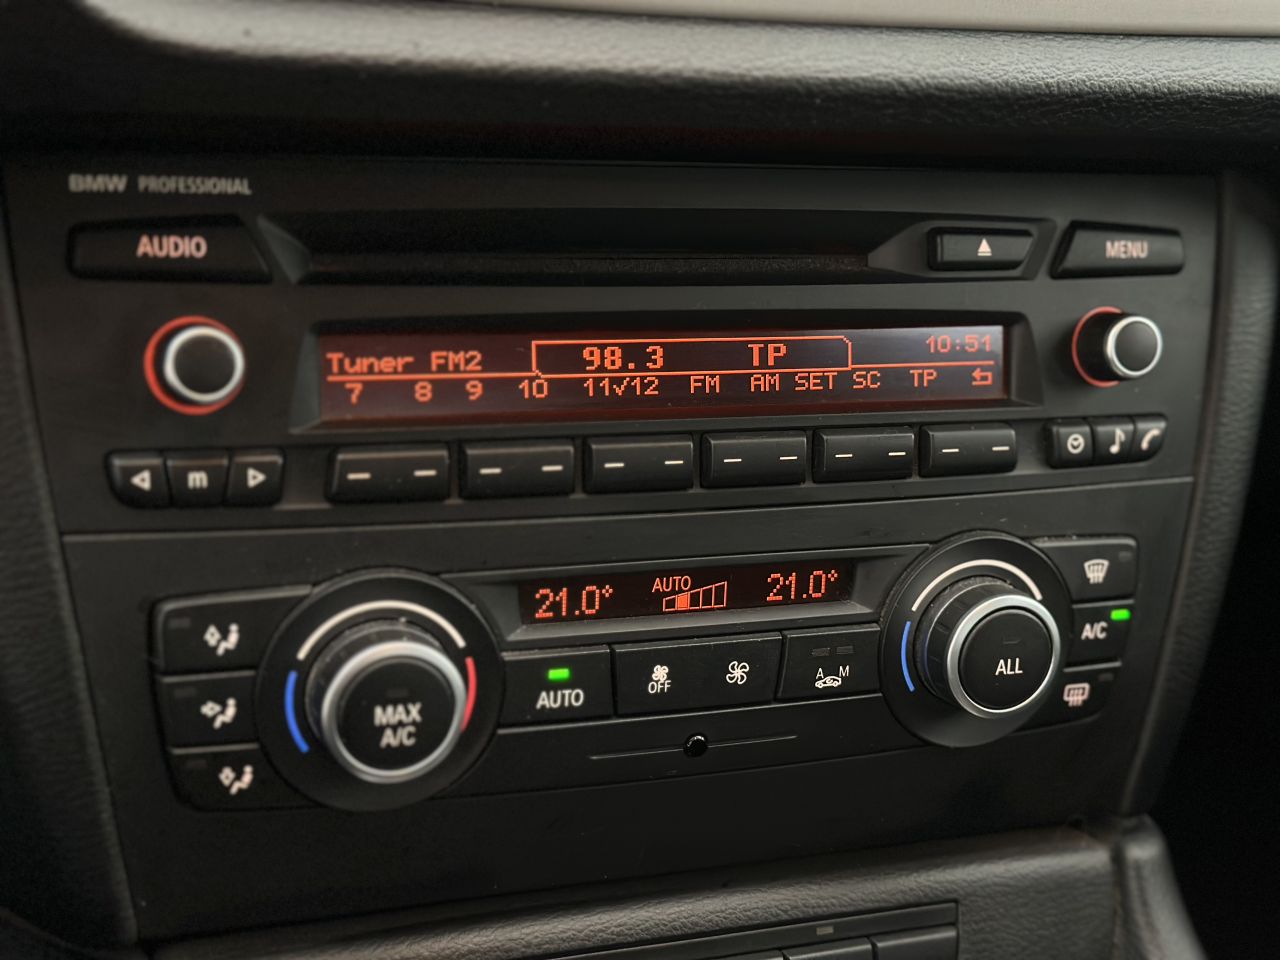 BMW PROFESSIONAL
AUDIO
MENU
Tuner FM2 98.3 TP 10:51
7 8 9 10 11√12 FM AM SET SC TP
m
21.0° AUTO 21.0°
MAX
A/C
AUTO
OFF
A M
ALL
A/C